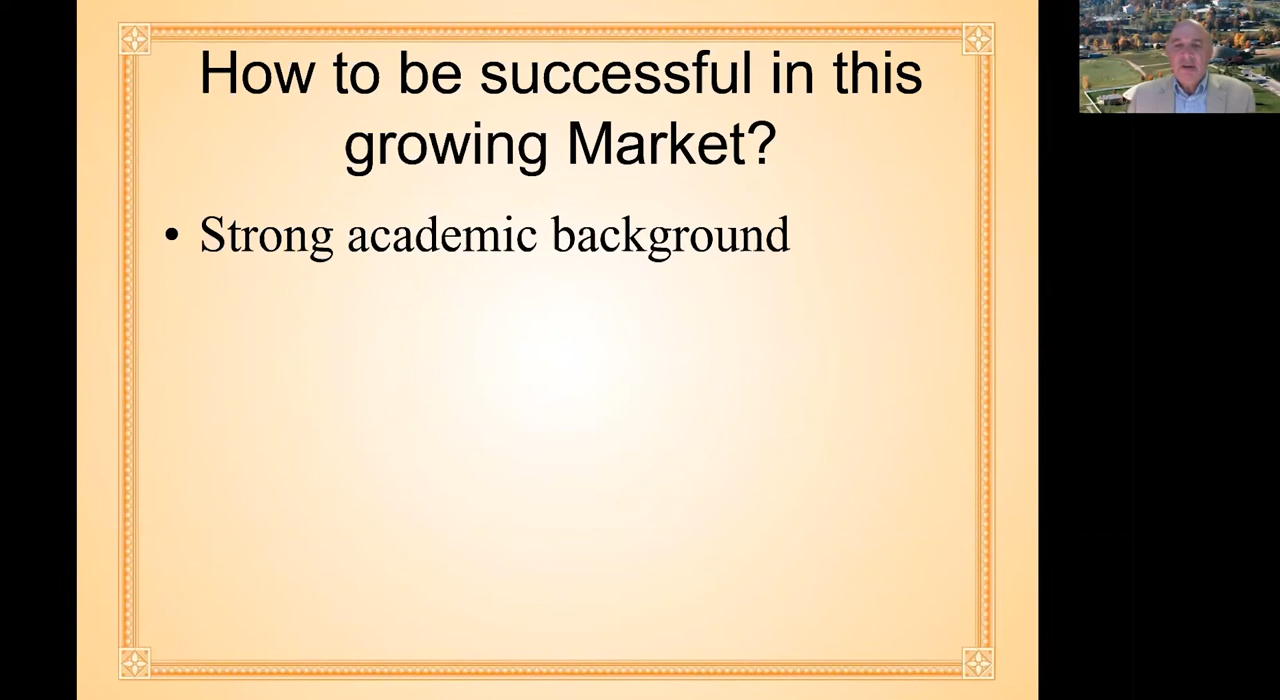 How to be successful in this
growing Market?
• Strong academic background